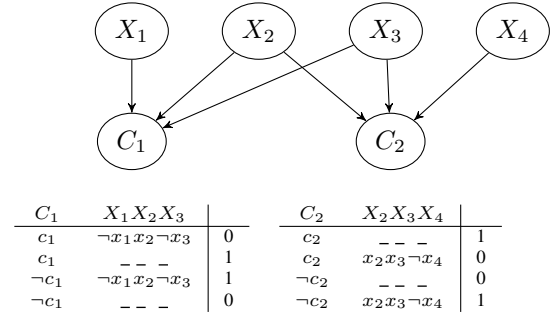 X₁ X₂ X₃ X₄
C₁ C₂
C₁ X₁X₂X₃
c₁ ¬x₁x₂¬x₃ 0
c₁ _ _ _ 1
¬c₁ ¬x₁x₂¬x₃ 1
¬c₁ _ _ _ 0
C₂ X₂X₃X₄
c₂ _ _ _ 1
c₂ x₂x₃¬x₄ 0
¬c₂ _ _ _ 0
¬c₂ x₂x₃¬x₄ 1